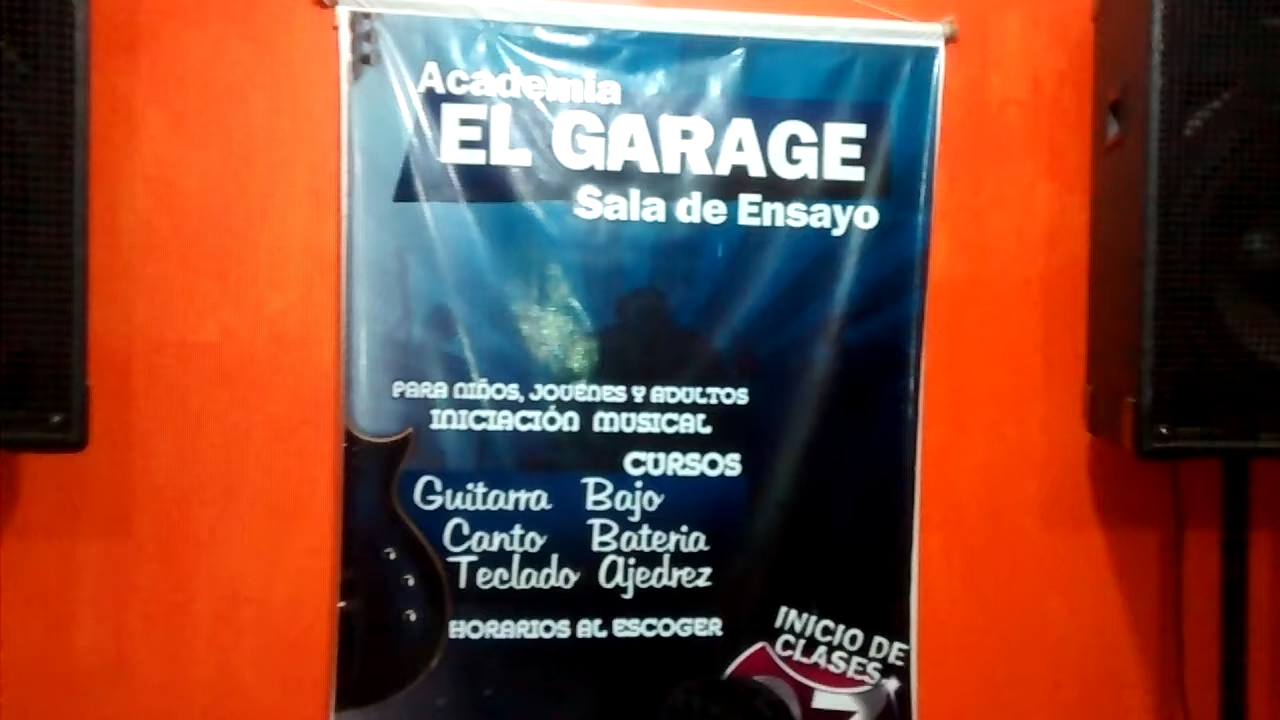 Academia
EL GARAGE
Sala de Ensayo
PARA NIÑOS, JOVENES Y ADULTOS
INICIACIÓN MUSICAL
CURSOS
Guitarra Bajo
Canto Bateria
Teclado Ajedrez
HORARIOS AL ESCOGER
INICIO DE
CLASES